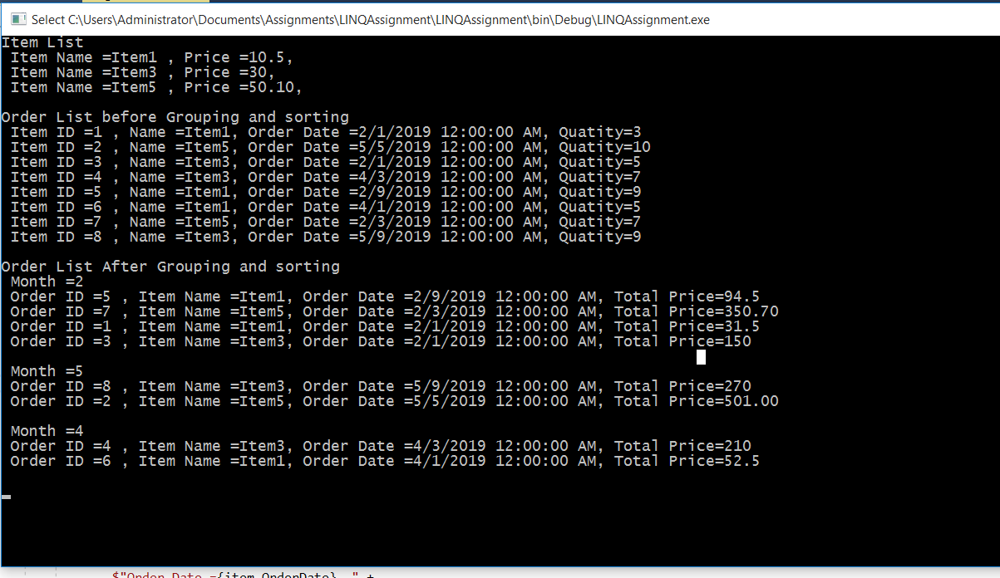 Select C:\Users\Administrator\Documents\Assignments\LINQAssignment\LINQAssignment\bin\Debug\LINQAssignment.exe
Item List
Item Name =Item1 , Price =10.5,
Item Name =Item3 , Price =30,
Item Name =Item5 , Price =50.10,
Order List before Grouping and sorting
Item ID =1 , Name =Item1, Order Date =2/1/2019 12:00:00 AM, Quatity=3
Item ID =2 , Name =Item5, Order Date =5/5/2019 12:00:00 AM, Quatity=10
Item ID =3 , Name =Item3, Order Date =2/1/2019 12:00:00 AM, Quatity=5
Item ID =4 , Name =Item3, Order Date =4/3/2019 12:00:00 AM, Quatity=7
Item ID =5 , Name =Item1, Order Date =2/9/2019 12:00:00 AM, Quatity=9
Item ID =6 , Name =Item1, Order Date =4/1/2019 12:00:00 AM, Quatity=5
Item ID =7 , Name =Item5, Order Date =2/3/2019 12:00:00 AM, Quatity=7
Item ID =8 , Name =Item3, Order Date =5/9/2019 12:00:00 AM, Quatity=9
Order List After Grouping and sorting
Month =2
Order ID =5 , Item Name =Item1, Order Date =2/9/2019 12:00:00 AM, Total Price=94.5
Order ID =7 , Item Name =Item5, Order Date =2/3/2019 12:00:00 AM, Total Price=350.70
Order ID =1 , Item Name =Item1, Order Date =2/1/2019 12:00:00 AM, Total Price=31.5
Order ID =3 , Item Name =Item3, Order Date =2/1/2019 12:00:00 AM, Total Price=150
Month =5
Order ID =8 , Item Name =Item3, Order Date =5/9/2019 12:00:00 AM, Total Price=270
Order ID =2 , Item Name =Item5, Order Date =5/5/2019 12:00:00 AM, Total Price=501.00
Month =4
Order ID =4 , Item Name =Item3, Order Date =4/3/2019 12:00:00 AM, Total Price=210
Order ID =6 , Item Name =Item1, Order Date =4/1/2019 12:00:00 AM, Total Price=52.5
$"Order Date ={item.OrderDate}, " +